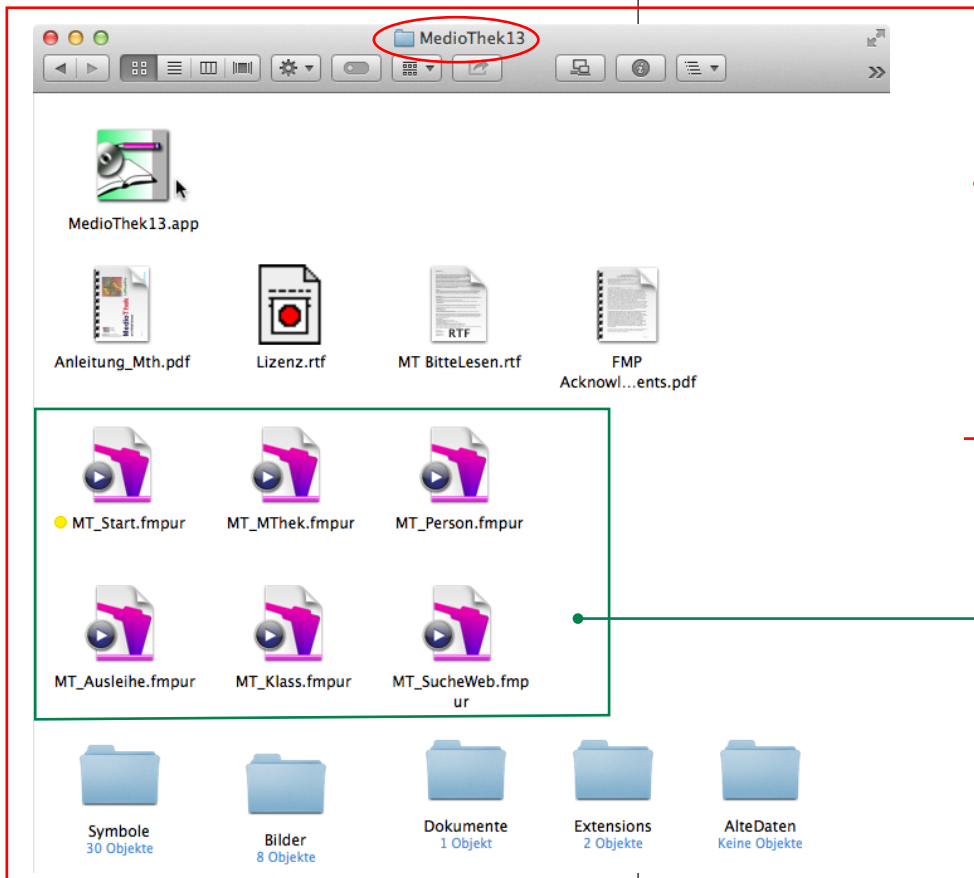 MedioThek13
MedioThek13.app
Anleitung_Mth.pdf
Lizenz.rtf
RTF
MT BitteLesen.rtf
FMP
Acknowl...ents.pdf
MT_Start.fmpur
MT_MThek.fmpur
MT_Person.fmpur
MT_Ausleihe.fmpur
MT_Klass.fmpur
MT_SucheWeb.fmp
ur
Symbole
30 Objekte
Bilder
8 Objekte
Dokumente
1 Objekt
Extensions
2 Objekte
AlteDaten
Keine Objekte